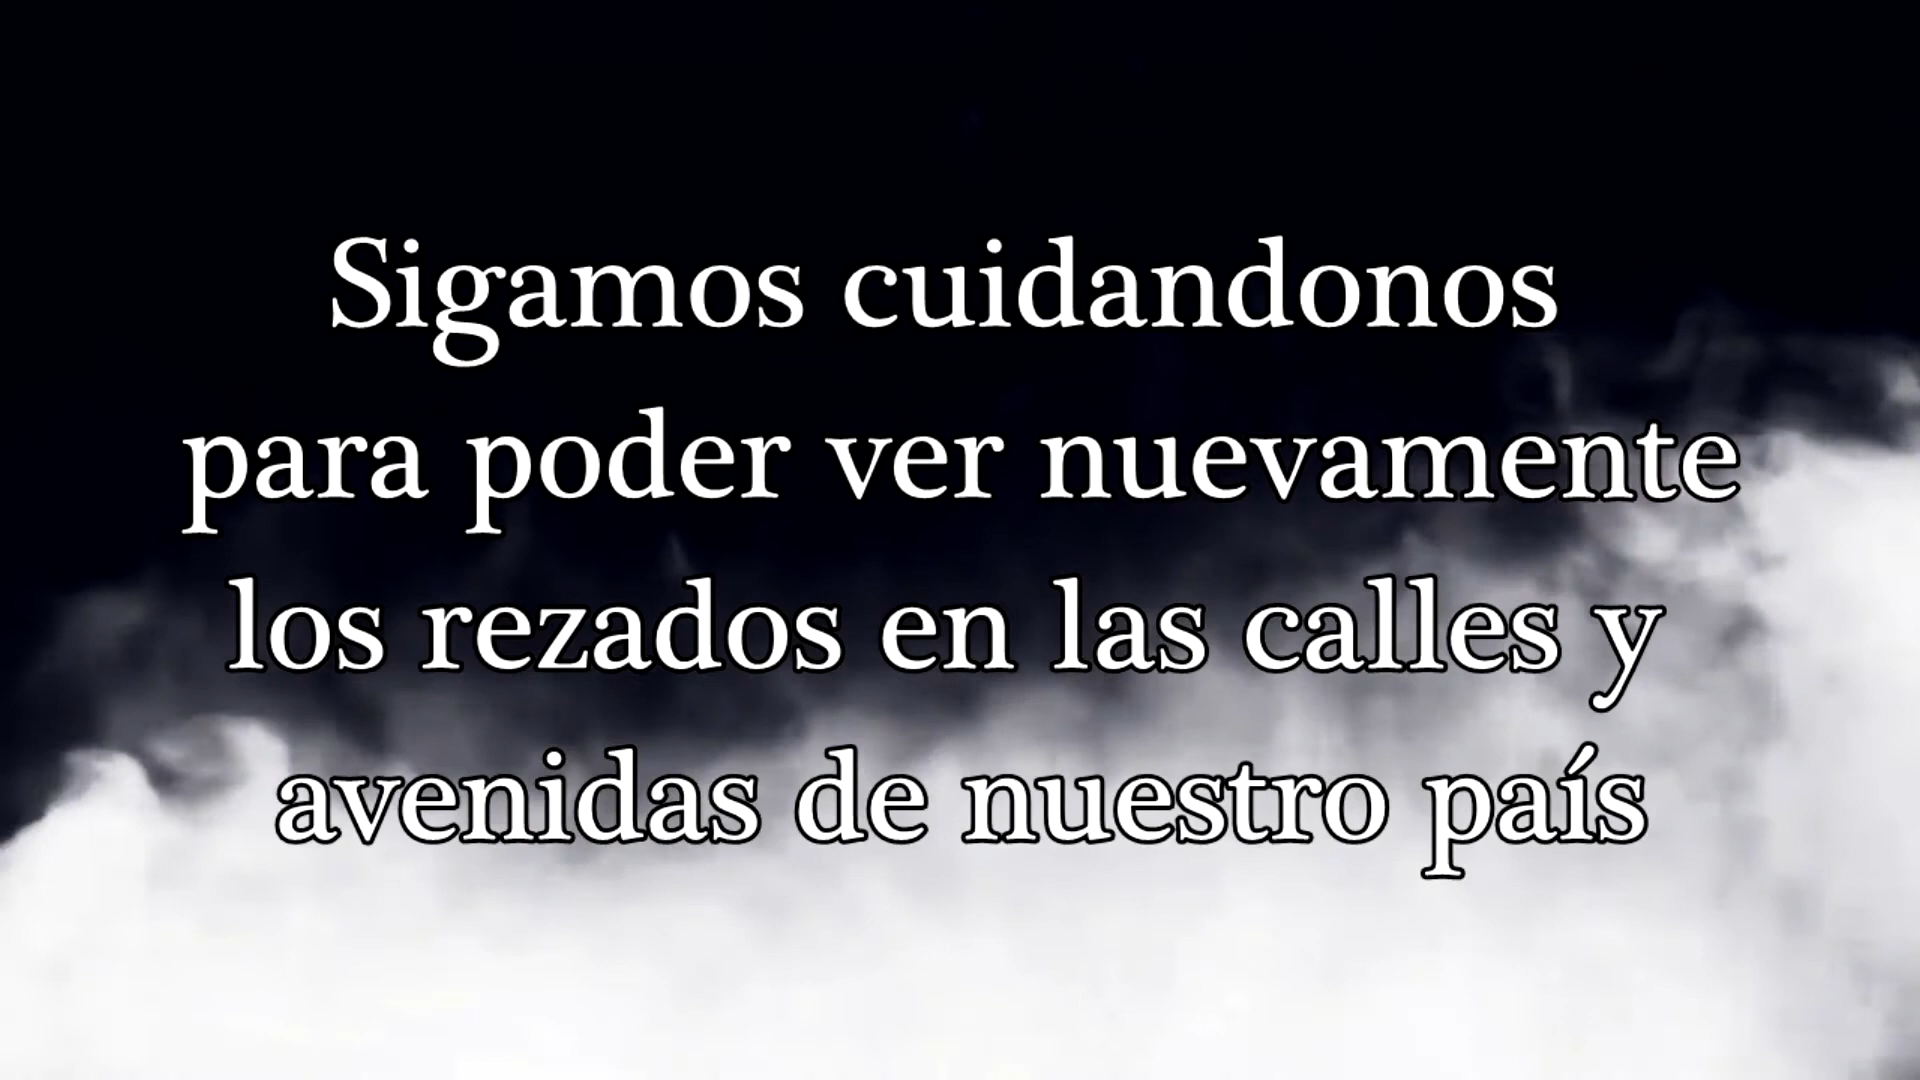 Sigamos cuidandonos
para poder ver nuevamente
los rezados en las calles y
avenidas de nuestro país